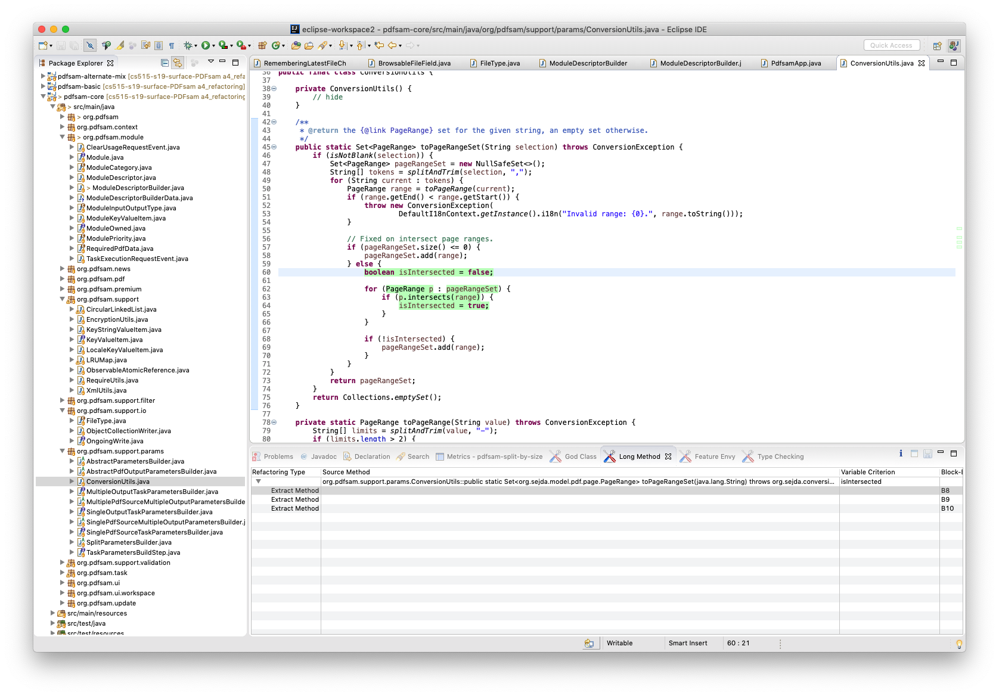 eclipse-workspace2 - pdfsam-core/src/main/java/org/pdfsam/support/params/ConversionUtils.java - Eclipse IDE
Quick Access
Package Explorer
RememberingLatestFileCh
BrowsableFileField.java
FileType.java
ModuleDescriptorBuilder
ModuleDescriptorBuilder.j
PdfsamApp.java
ConversionUtils.java
pdfsam-alternate-mix [cs515-s19-surface-PDFsam a4_refa
pdfsam-basic [cs515-s19-surface-PDFsam a4_refactoring]
> pdfsam-core [cs515-s19-surface-PDFsam a4_refactoring
> src/main/java
> org.pdfsam
org.pdfsam.context
> org.pdfsam.module
ClearUsageRequestEvent.java
Module.java
ModuleCategory.java
ModuleDescriptor.java
> ModuleDescriptorBuilder.java
ModuleDescriptorBuilderData.java
ModuleInputOutputType.java
ModuleKeyValueItem.java
ModuleOwned.java
ModulePriority.java
RequiredPdfData.java
TaskExecutionRequestEvent.java
org.pdfsam.news
org.pdfsam.pdf
org.pdfsam.premium
org.pdfsam.support
CircularLinkedList.java
EncryptionUtils.java
KeyStringValueItem.java
KeyValueItem.java
LocaleKeyValueItem.java
LRUMap.java
ObservableAtomicReference.java
RequireUtils.java
XmlUtils.java
org.pdfsam.support.filter
org.pdfsam.support.io
FileType.java
ObjectCollectionWriter.java
OngoingWrite.java
org.pdfsam.support.params
AbstractParametersBuilder.java
AbstractPdfOutputParametersBuilder.java
ConversionUtils.java
MultipleOutputTaskParametersBuilder.java
MultiplePdfSourceMultipleOutputParametersBuilde
SingleOutputTaskParametersBuilder.java
SinglePdfSourceMultipleOutputParametersBuilder.j
SinglePdfSourceTaskParametersBuilder.java
SplitParametersBuilder.java
TaskParametersBuildStep.java
org.pdfsam.support.validation
org.pdfsam.task
org.pdfsam.ui
org.pdfsam.ui.workspace
org.pdfsam.update
src/main/resources
src/test/java
src/test/resources
36 public final class ConversionUtils {
37
38 private ConversionUtils() {
39 // hide
40 }
41
42 /**
43 * @return the {@link PageRange} set for the given string, an empty set otherwise.
44 */
45 public static Set<PageRange> toPageRangeSet(String selection) throws ConversionException {
46 if (isNotBlank(selection)) {
47 Set<PageRange> pageRangeSet = new NullSafeSet<>();
48 String[] tokens = splitAndTrim(selection, ",");
49 for (String current : tokens) {
50 PageRange range = toPageRange(current);
51 if (range.getEnd() < range.getStart()) {
52 throw new ConversionException(
53 DefaultI18nContext.getInstance().i18n("Invalid range: {0}.", range.toString()));
54 }
55
56 // Fixed on intersect page ranges.
57 if (pageRangeSet.size() <= 0) {
58 pageRangeSet.add(range);
59 } else {
60 boolean isIntersected = false;
61
62 for (PageRange p : pageRangeSet) {
63 if (p.intersects(range)) {
64 isIntersected = true;
65 }
66 }
67
68 if (!isIntersected) {
69 pageRangeSet.add(range);
70 }
71 }
72 }
73 return pageRangeSet;
74 }
75 return Collections.emptySet();
76 }
77
78 private static PageRange toPageRange(String value) throws ConversionException {
79 String[] limits = splitAndTrim(value, "-");
80 if (limits.length > 2) {
Problems
@ Javadoc
Declaration
Search
Metrics - pdfsam-split-by-size
God Class
Long Method
Feature Envy
Type Checking
Refactoring Type Source Method Variable Criterion Block-B
org.pdfsam.support.params.ConversionUtils::public static Set<org.sejda.model.pdf.page.PageRange> toPageRangeSet(java.lang.String) throws org.sejda.conversi... isIntersected
Extract Method B8
Extract Method B9
Extract Method B10
Writable
Smart Insert
60 : 21